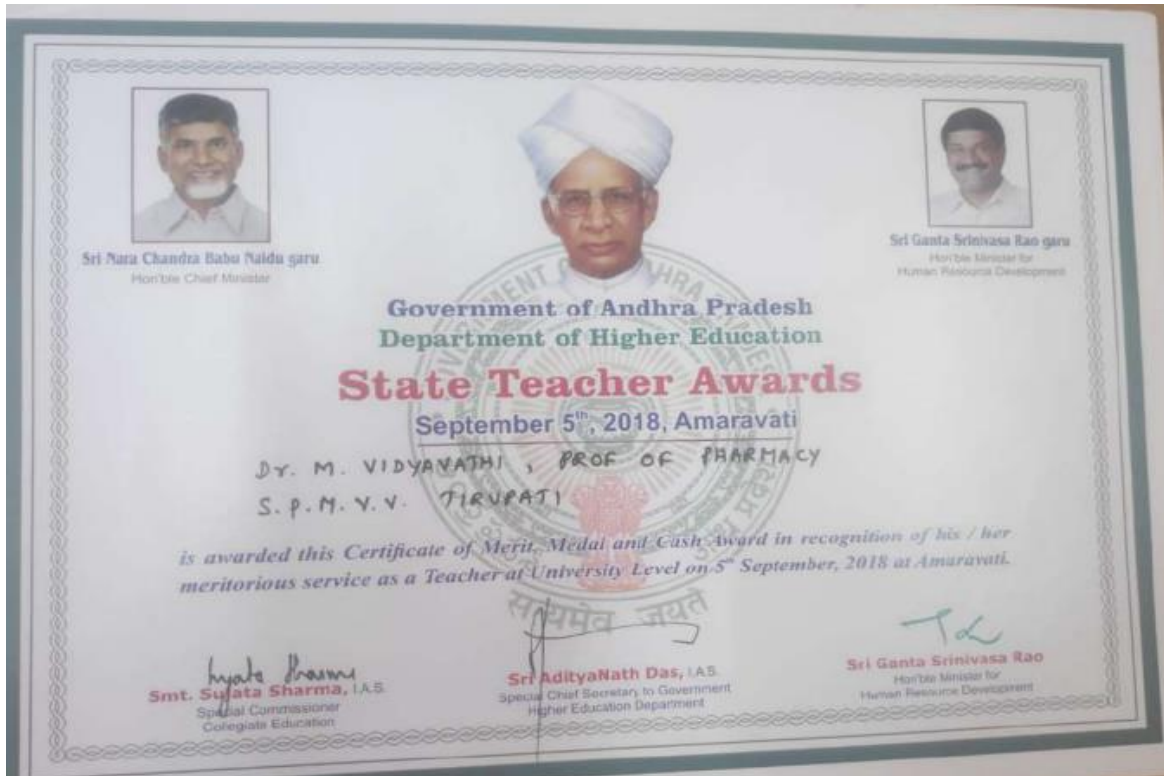 Sri Nara Chandra Babu Naidu garu
Hon'ble Chief Minister
Sri Ganta Srinivasa Rao garu
Hon'ble Minister for
Human Resource Development
Government of Andhra Pradesh
Department of Higher Education
State Teacher Awards
September 5th, 2018, Amaravati
Dr. M. VIDYAVATHI, PROF OF PHARMACY
S.P.M.V.V. TIRUPATI
is awarded this Certificate of Merit, Medal and Cash Award in recognition of his / her
meritorious service as a Teacher at University Level on 5th September, 2018 at Amaravati.
सत्यमेव जयते
Sujata Sharma
Smt. Sujata Sharma, I.A.S.
Special Commissioner
Collegiate Education
Sri AdityaNath Das, I.A.S.
Special Chief Secretary to Government
Higher Education Department
Sri Ganta Srinivasa Rao
Hon'ble Minister for
Human Resource Development